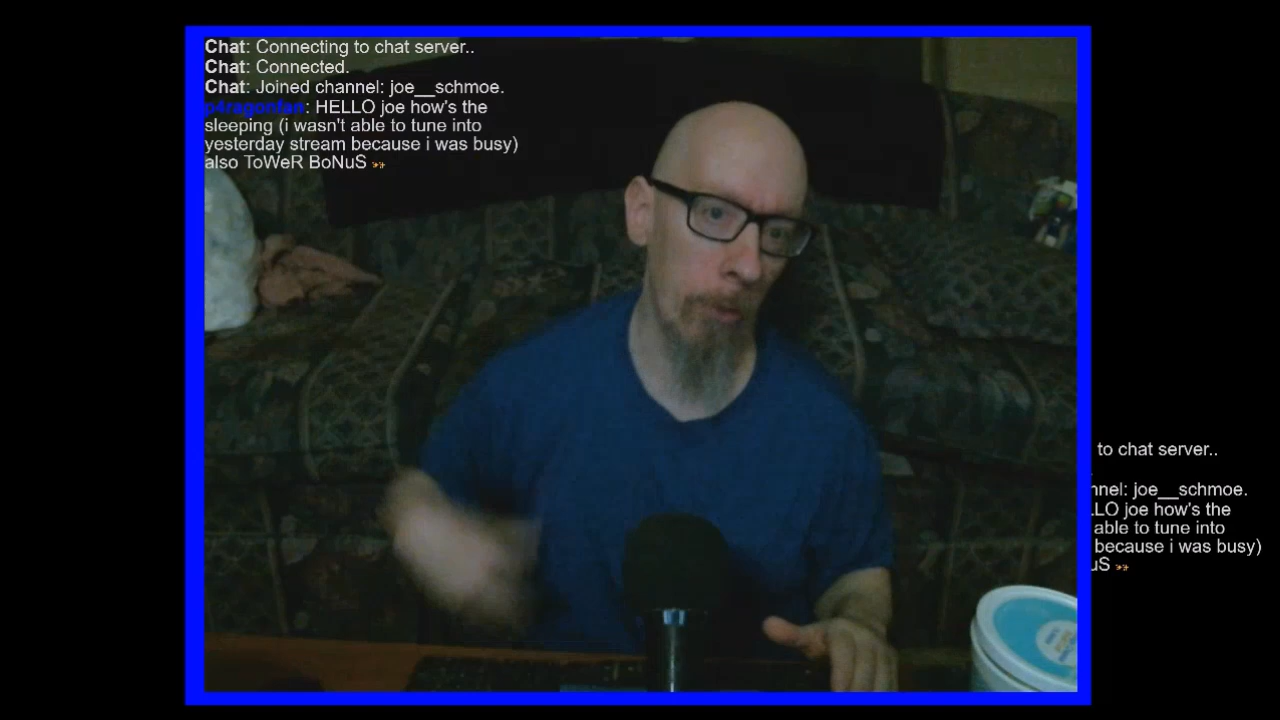 Chat: Connecting to chat server..
Chat: Connected.
Chat: Joined channel: joe__schmoe.
p4ragonfan: HELLO joe how's the
sleeping (i wasn't able to tune into
yesterday stream because i was busy)
also ToWeR BoNuS
to chat server..
nnel: joe__schmoe.
LLO joe how's the
able to tune into
because i was busy)
uS